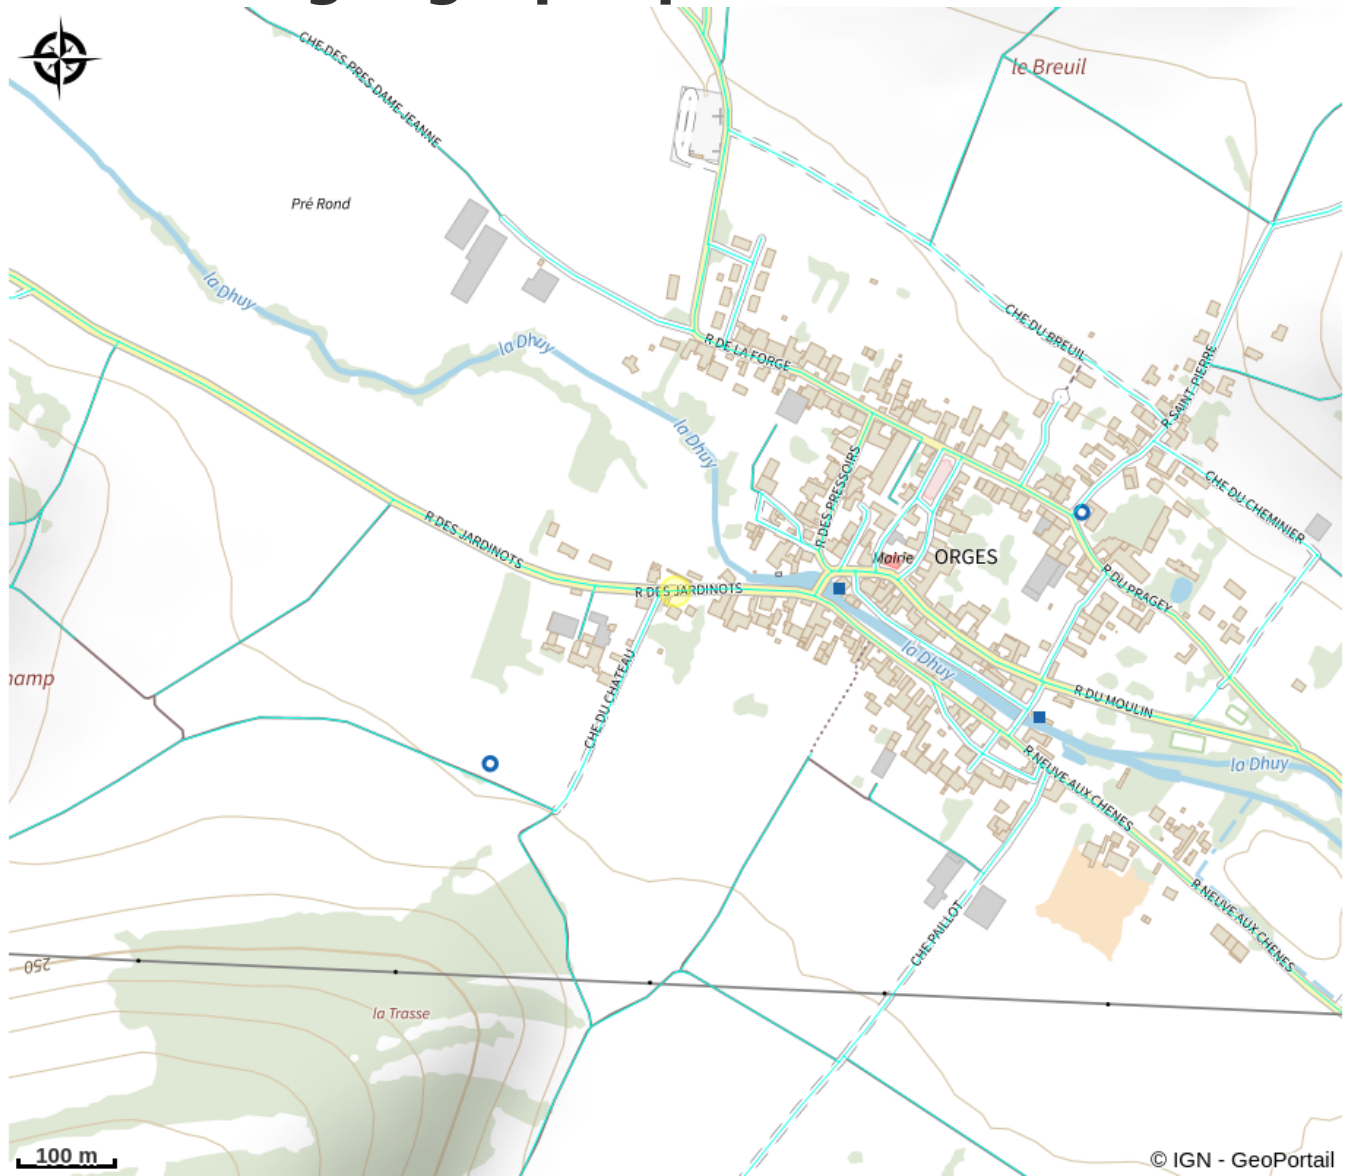 CHE DES PRES DAME JEANNE
le Breuil
Pré Rond
la Dhuy
la Dhuy
R DE LA FORGE
CHE DU BREUIL
R SAINT-PIERRE
la Dhuy
R DES PRESSOIRS
CHE DU CHEMINIER
R DES JARDINOTS
Mairie
ORGES
R DES JARDINOTS
R DU PRAGEY
la Dhuy
hamp
CHE DU CHATEAU
R DU MOULIN
la Dhuy
R NEUVE AUX CHENES
R NEUVE AUX CHENES
CHE PAILLOT
250
la Trasse
100 m
© IGN - GeoPortail